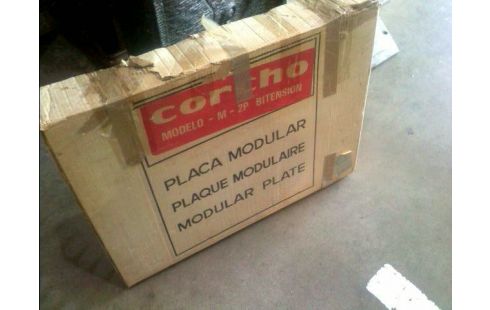 corcho
MODELO - M - 2P BITENSION
PLACA MODULAR
PLAQUE MODULAIRE
MODULAR PLATE